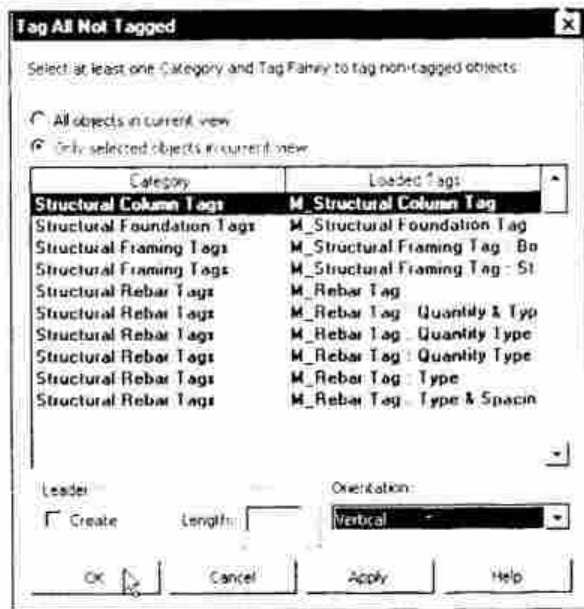 Tag All Not Tagged
Select at least one Category and Tag Family to tag non-tagged objects:
All objects in current view
Only selected objects in current view
Category Loaded Tags
Structural Column Tags M_Structural Column Tag
Structural Foundation Tags M_Structural Foundation Tag
Structural Framing Tags M_Structural Framing Tag : Bo
Structural Framing Tags M_Structural Framing Tag : St
Structural Rebar Tags M_Rebar Tag
Structural Rebar Tags M_Rebar Tag : Quantity & Typ
Structural Rebar Tags M_Rebar Tag : Quantity Type
Structural Rebar Tags M_Rebar Tag : Quantity Type
Structural Rebar Tags M_Rebar Tag : Type
Structural Rebar Tags M_Rebar Tag : Type & Spacin
Leader Orientation:
Create Length: Vertical
OK Cancel Apply Help